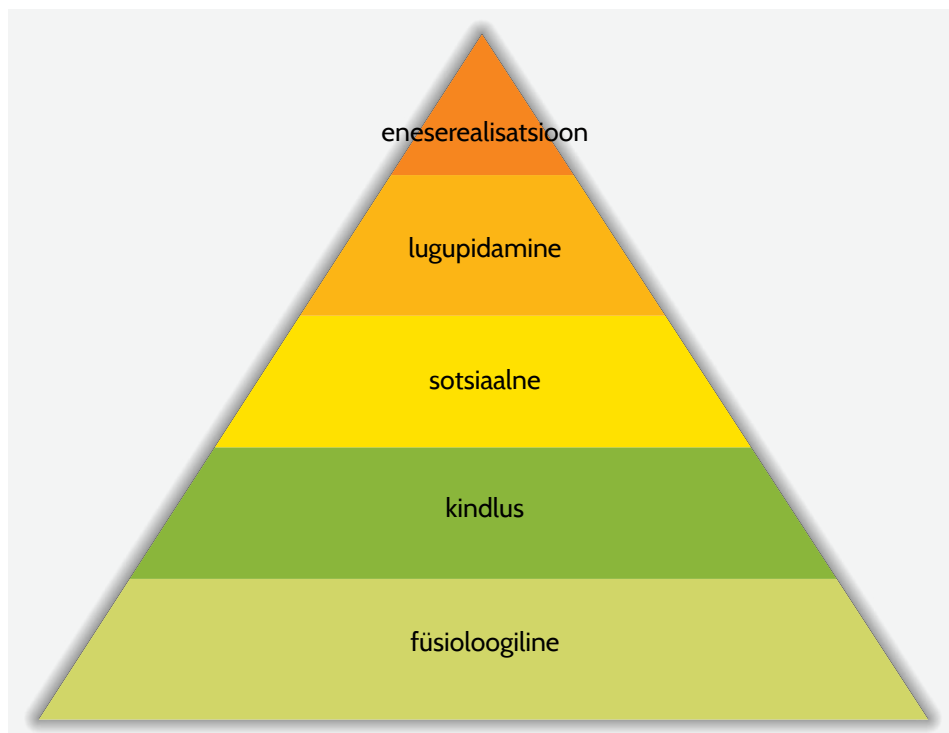 eneserealisatsioon
lugupidamine
sotsiaalne
kindlus
füsioloogiline